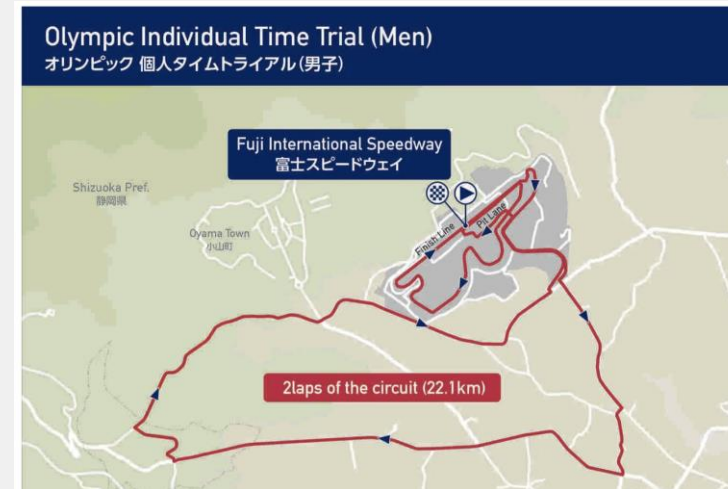 Olympic Individual Time Trial (Men)
オリンピック 個人タイムトライアル(男子)
Fuji International Speedway
富士スピードウェイ
Shizuoka Pref.
静岡県
Oyama Town
小山町
Finish Line
Pit Lane
2laps of the circuit (22.1km)